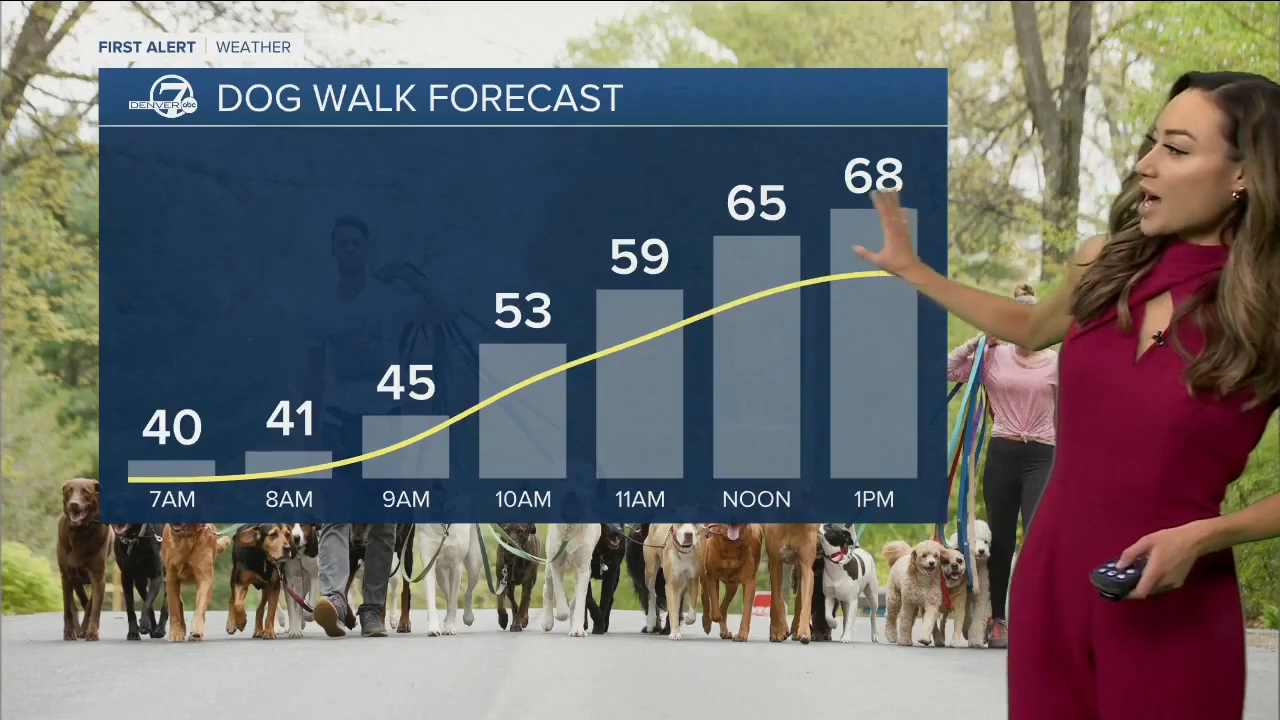 FIRST ALERT | WEATHER
DENVER 7 abc
DOG WALK FORECAST
40 41 45 53 59 65 68
7AM 8AM 9AM 10AM 11AM NOON 1PM